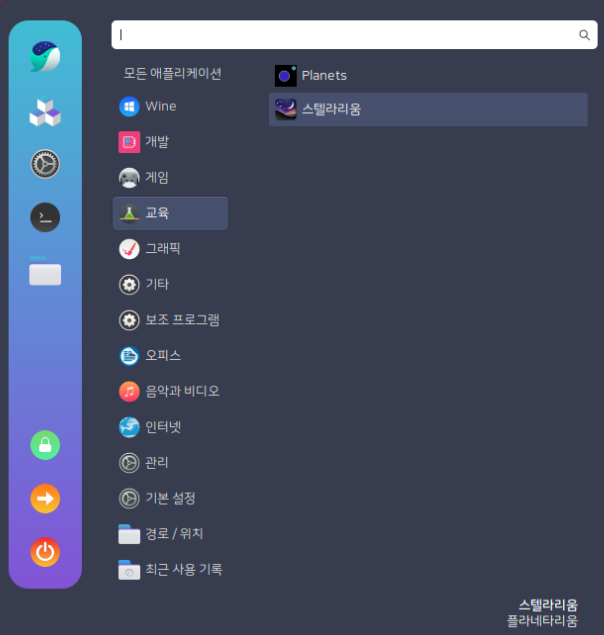 모든 애플리케이션
Wine
개발
게임
교육
그래픽
기타
보조 프로그램
오피스
음악과 비디오
인터넷
관리
기본 설정
경로 / 위치
최근 사용 기록
Planets
스텔라리움
스텔라리움
플라네타리움